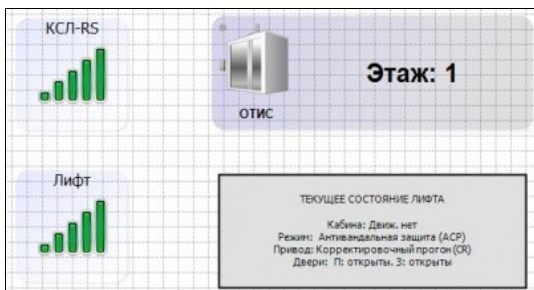 КСЛ-RS
Этаж: 1
ОТИС
Лифт
ТЕКУЩЕЕ СОСТОЯНИЕ ЛИФТА
Кабина: Движ. нет
Режим: Антивандальная защита (ACP)
Привод: Корректировочный прогон (CR)
Двери: П: открыты. З: открыты